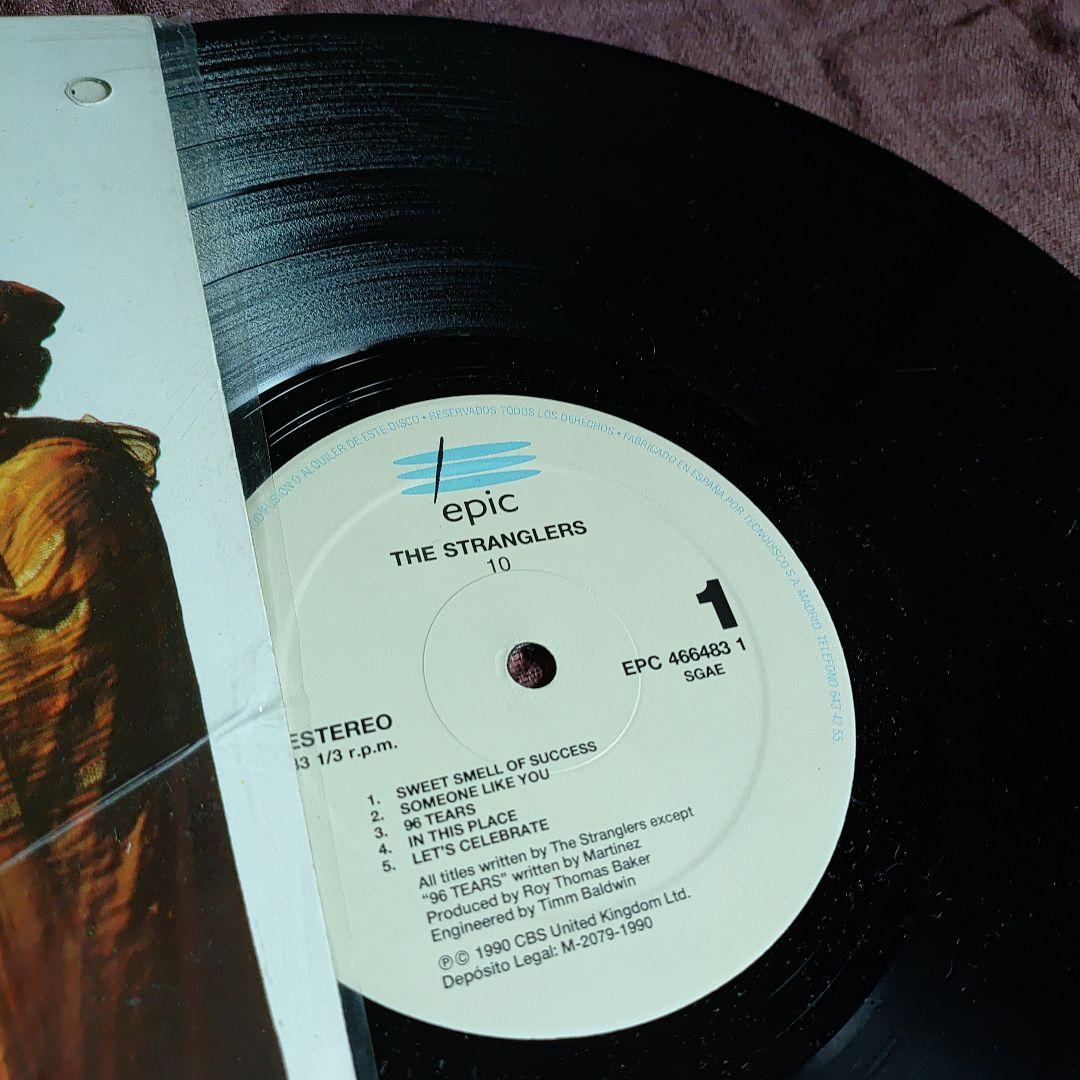 DIFUSION O ALQUILER DE ESTE DISCO • RESERVADOS TODOS LOS DERECHOS • FABRICADO EN ESPAÑA POR TECNODISCO S.A. MADRID TELEFONO 643 42 55
epic
THE STRANGLERS
10
1
EPC 466483 1
SGAE
ESTEREO
33 1/3 r.p.m.
1. SWEET SMELL OF SUCCESS
2. SOMEONE LIKE YOU
3. 96 TEARS
4. IN THIS PLACE
5. LET'S CELEBRATE
All titles written by The Stranglers except
"96 TEARS" written by Martinez
Produced by Roy Thomas Baker
Engineered by Timm Baldwin
℗© 1990 CBS United Kingdom Ltd.
Depósito Legal: M-2079-1990